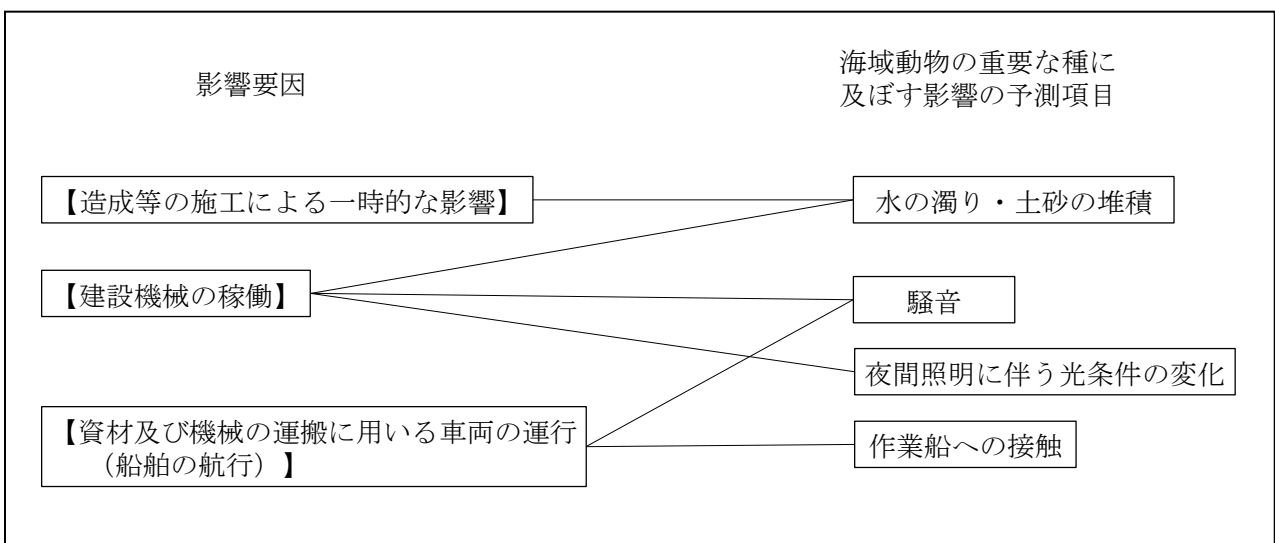 影響要因
海域動物の重要な種に
及ぼす影響の予測項目
【造成等の施工による一時的な影響】
水の濁り・土砂の堆積
【建設機械の稼働】
騒音
夜間照明に伴う光条件の変化
【資材及び機械の運搬に用いる車両の運行
（船舶の航行）】
作業船への接触